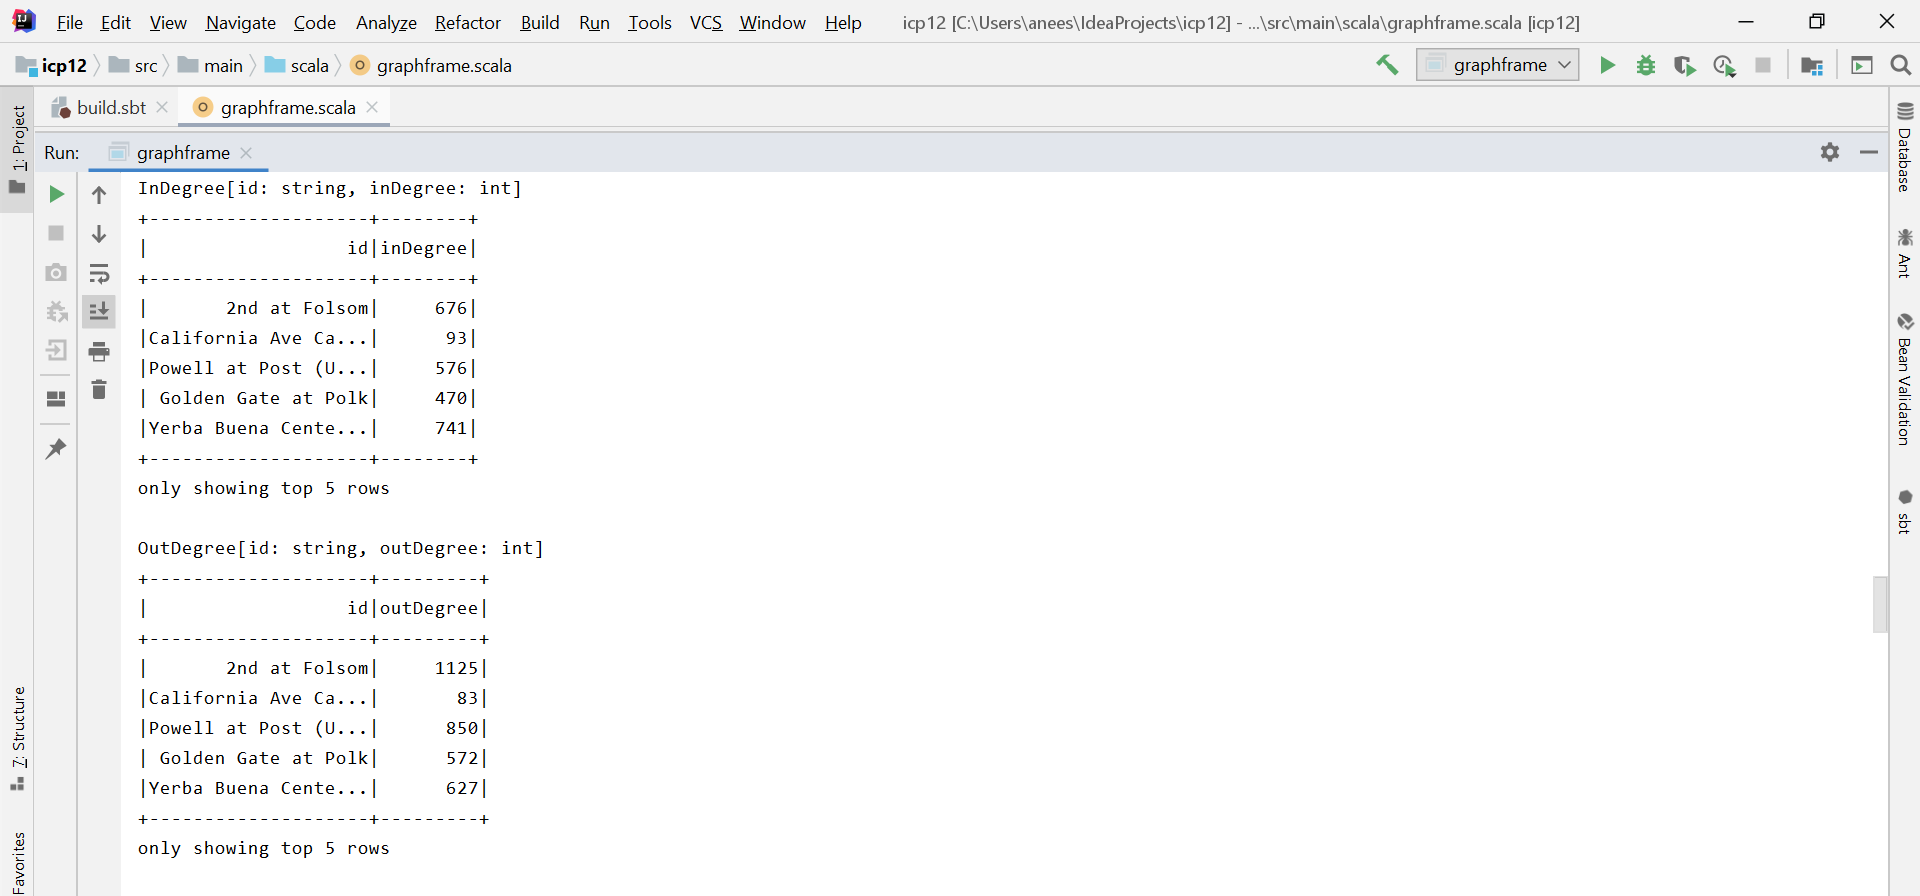 File Edit View Navigate Code Analyze Refactor Build Run Tools VCS Window Help icp12 [C:\Users\anees\IdeaProjects\icp12] - ...\src\main\scala\graphframe.scala [icp12]
icp12 src main scala graphframe.scala graphframe
build.sbt graphframe.scala
Run: graphframe
1: Project
7: Structure
Favorites
InDegree[id: string, inDegree: int]
+--------------------+--------+
|                  id|inDegree|
+--------------------+--------+
|       2nd at Folsom|     676|
|California Ave Ca...|      93|
|Powell at Post (U...|     576|
| Golden Gate at Polk|     470|
|Yerba Buena Cente...|     741|
+--------------------+--------+
only showing top 5 rows
OutDegree[id: string, outDegree: int]
+--------------------+---------+
|                  id|outDegree|
+--------------------+---------+
|       2nd at Folsom|     1125|
|California Ave Ca...|       83|
|Powell at Post (U...|      850|
| Golden Gate at Polk|      572|
|Yerba Buena Cente...|      627|
+--------------------+---------+
only showing top 5 rows
Database
Ant
Bean Validation
sbt